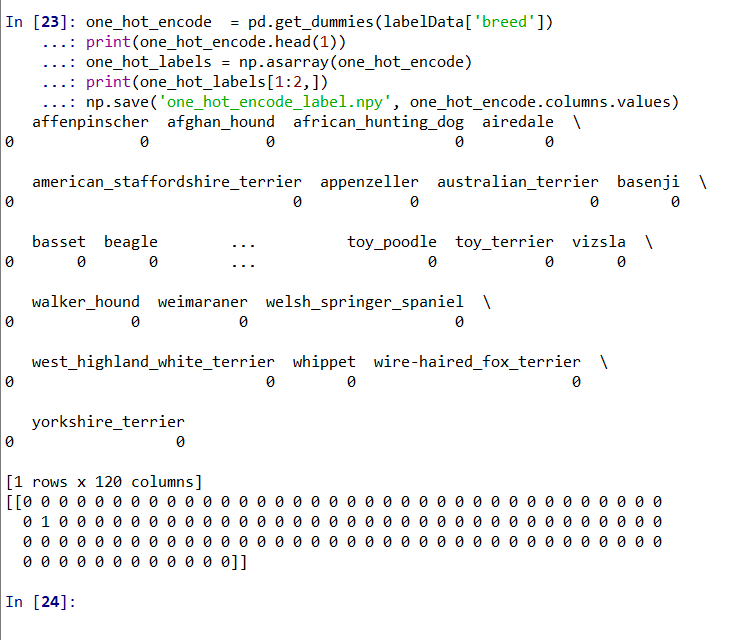 In [23]: one_hot_encode  = pd.get_dummies(labelData['breed'])
    ...: print(one_hot_encode.head(1))
    ...: one_hot_labels = np.asarray(one_hot_encode)
    ...: print(one_hot_labels[1:2,])
    ...: np.save('one_hot_encode_label.npy', one_hot_encode.columns.values)
   affenpinscher  afghan_hound  african_hunting_dog  airedale  \
0              0             0                    0         0
   american_staffordshire_terrier  appenzeller  australian_terrier  basenji  \
0                               0            0                   0        0
   basset  beagle        ...          toy_poodle  toy_terrier  vizsla  \
0       0       0        ...                   0            0       0
   walker_hound  weimaraner  welsh_springer_spaniel  \
0             0           0                       0
   west_highland_white_terrier  whippet  wire-haired_fox_terrier  \
0                            0        0                        0
   yorkshire_terrier
0                  0
[1 rows x 120 columns]
[[0 0 0 0 0 0 0 0 0 0 0 0 0 0 0 0 0 0 0 0 0 0 0 0 0 0 0 0 0 0 0 0 0 0 0 0
  0 1 0 0 0 0 0 0 0 0 0 0 0 0 0 0 0 0 0 0 0 0 0 0 0 0 0 0 0 0 0 0 0 0 0 0
  0 0 0 0 0 0 0 0 0 0 0 0 0 0 0 0 0 0 0 0 0 0 0 0 0 0 0 0 0 0 0 0 0 0 0 0
  0 0 0 0 0 0 0 0 0 0 0 0]]
In [24]: